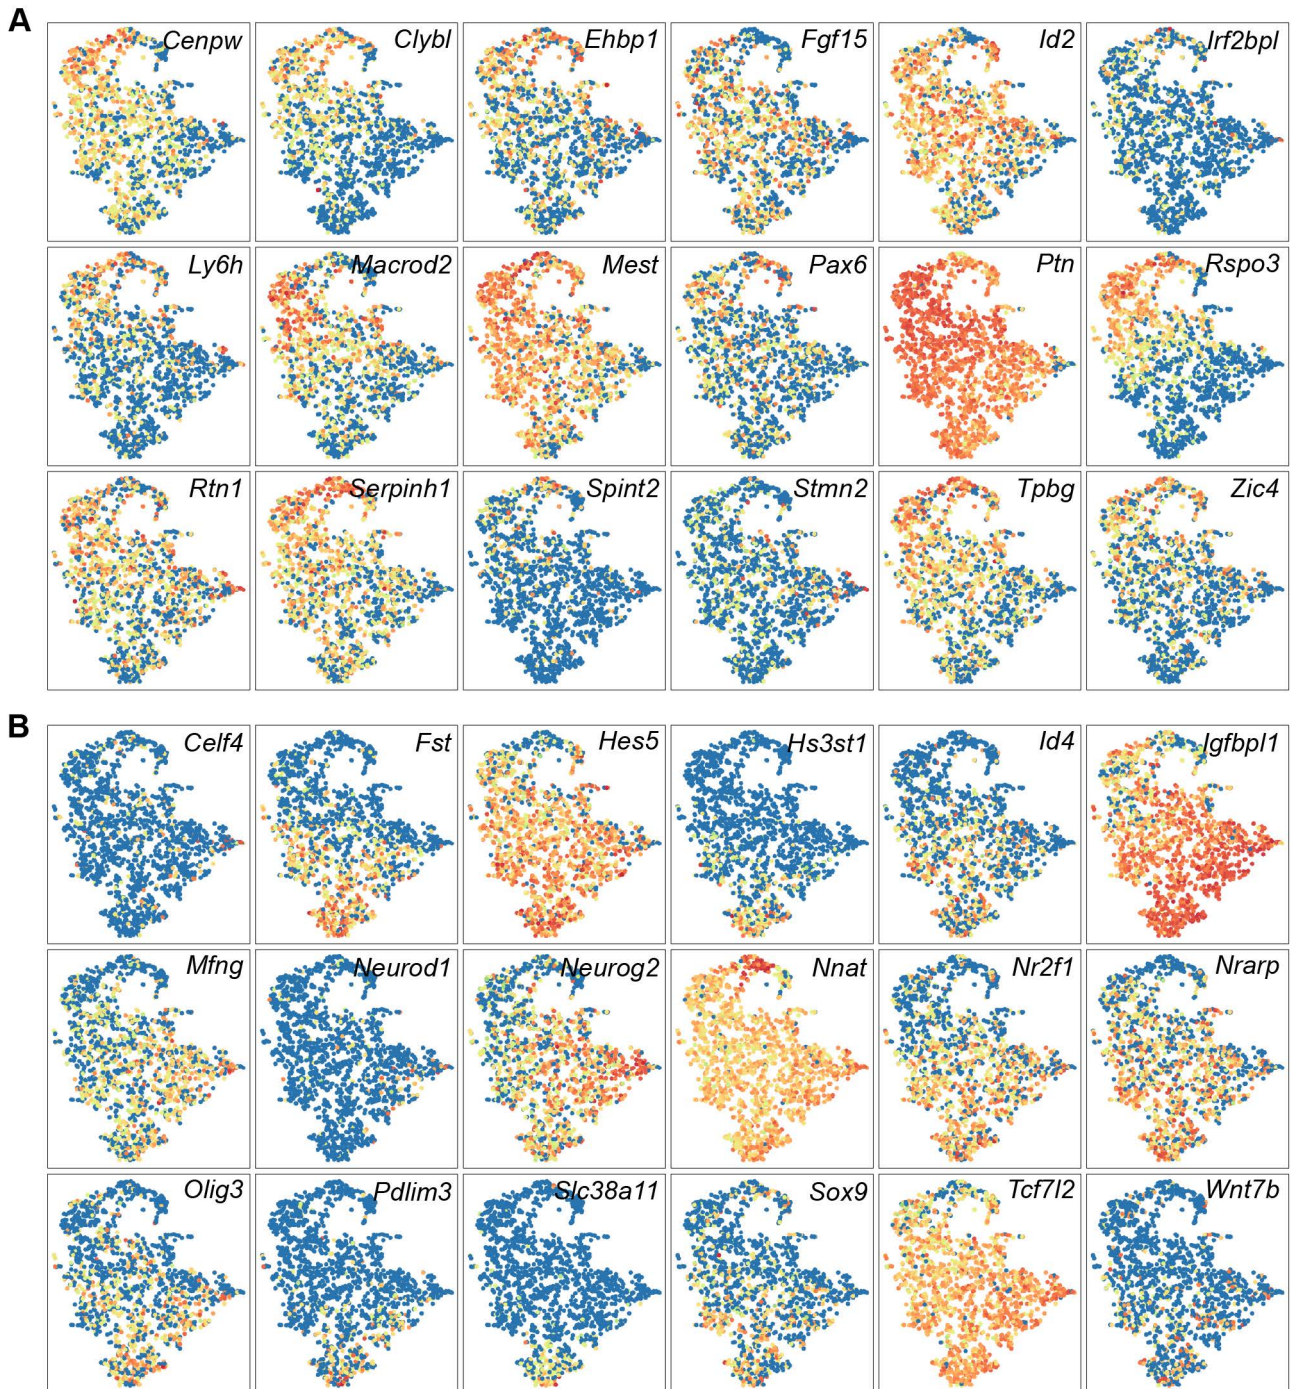 A
Cenpw Clybl Ehbp1 Fgf15 Id2 Irf2bpl
Ly6h Macrod2 Mest Pax6 Ptn Rspo3
Rtn1 Serpinh1 Spint2 Stmn2 Tpbg Zic4
B
Celf4 Fst Hes5 Hs3st1 Id4 Igfbpl1
Mfng Neurod1 Neurog2 Nnat Nr2f1 Nrarp
Olig3 Pdlim3 Slc38a11 Sox9 Tcf7l2 Wnt7b